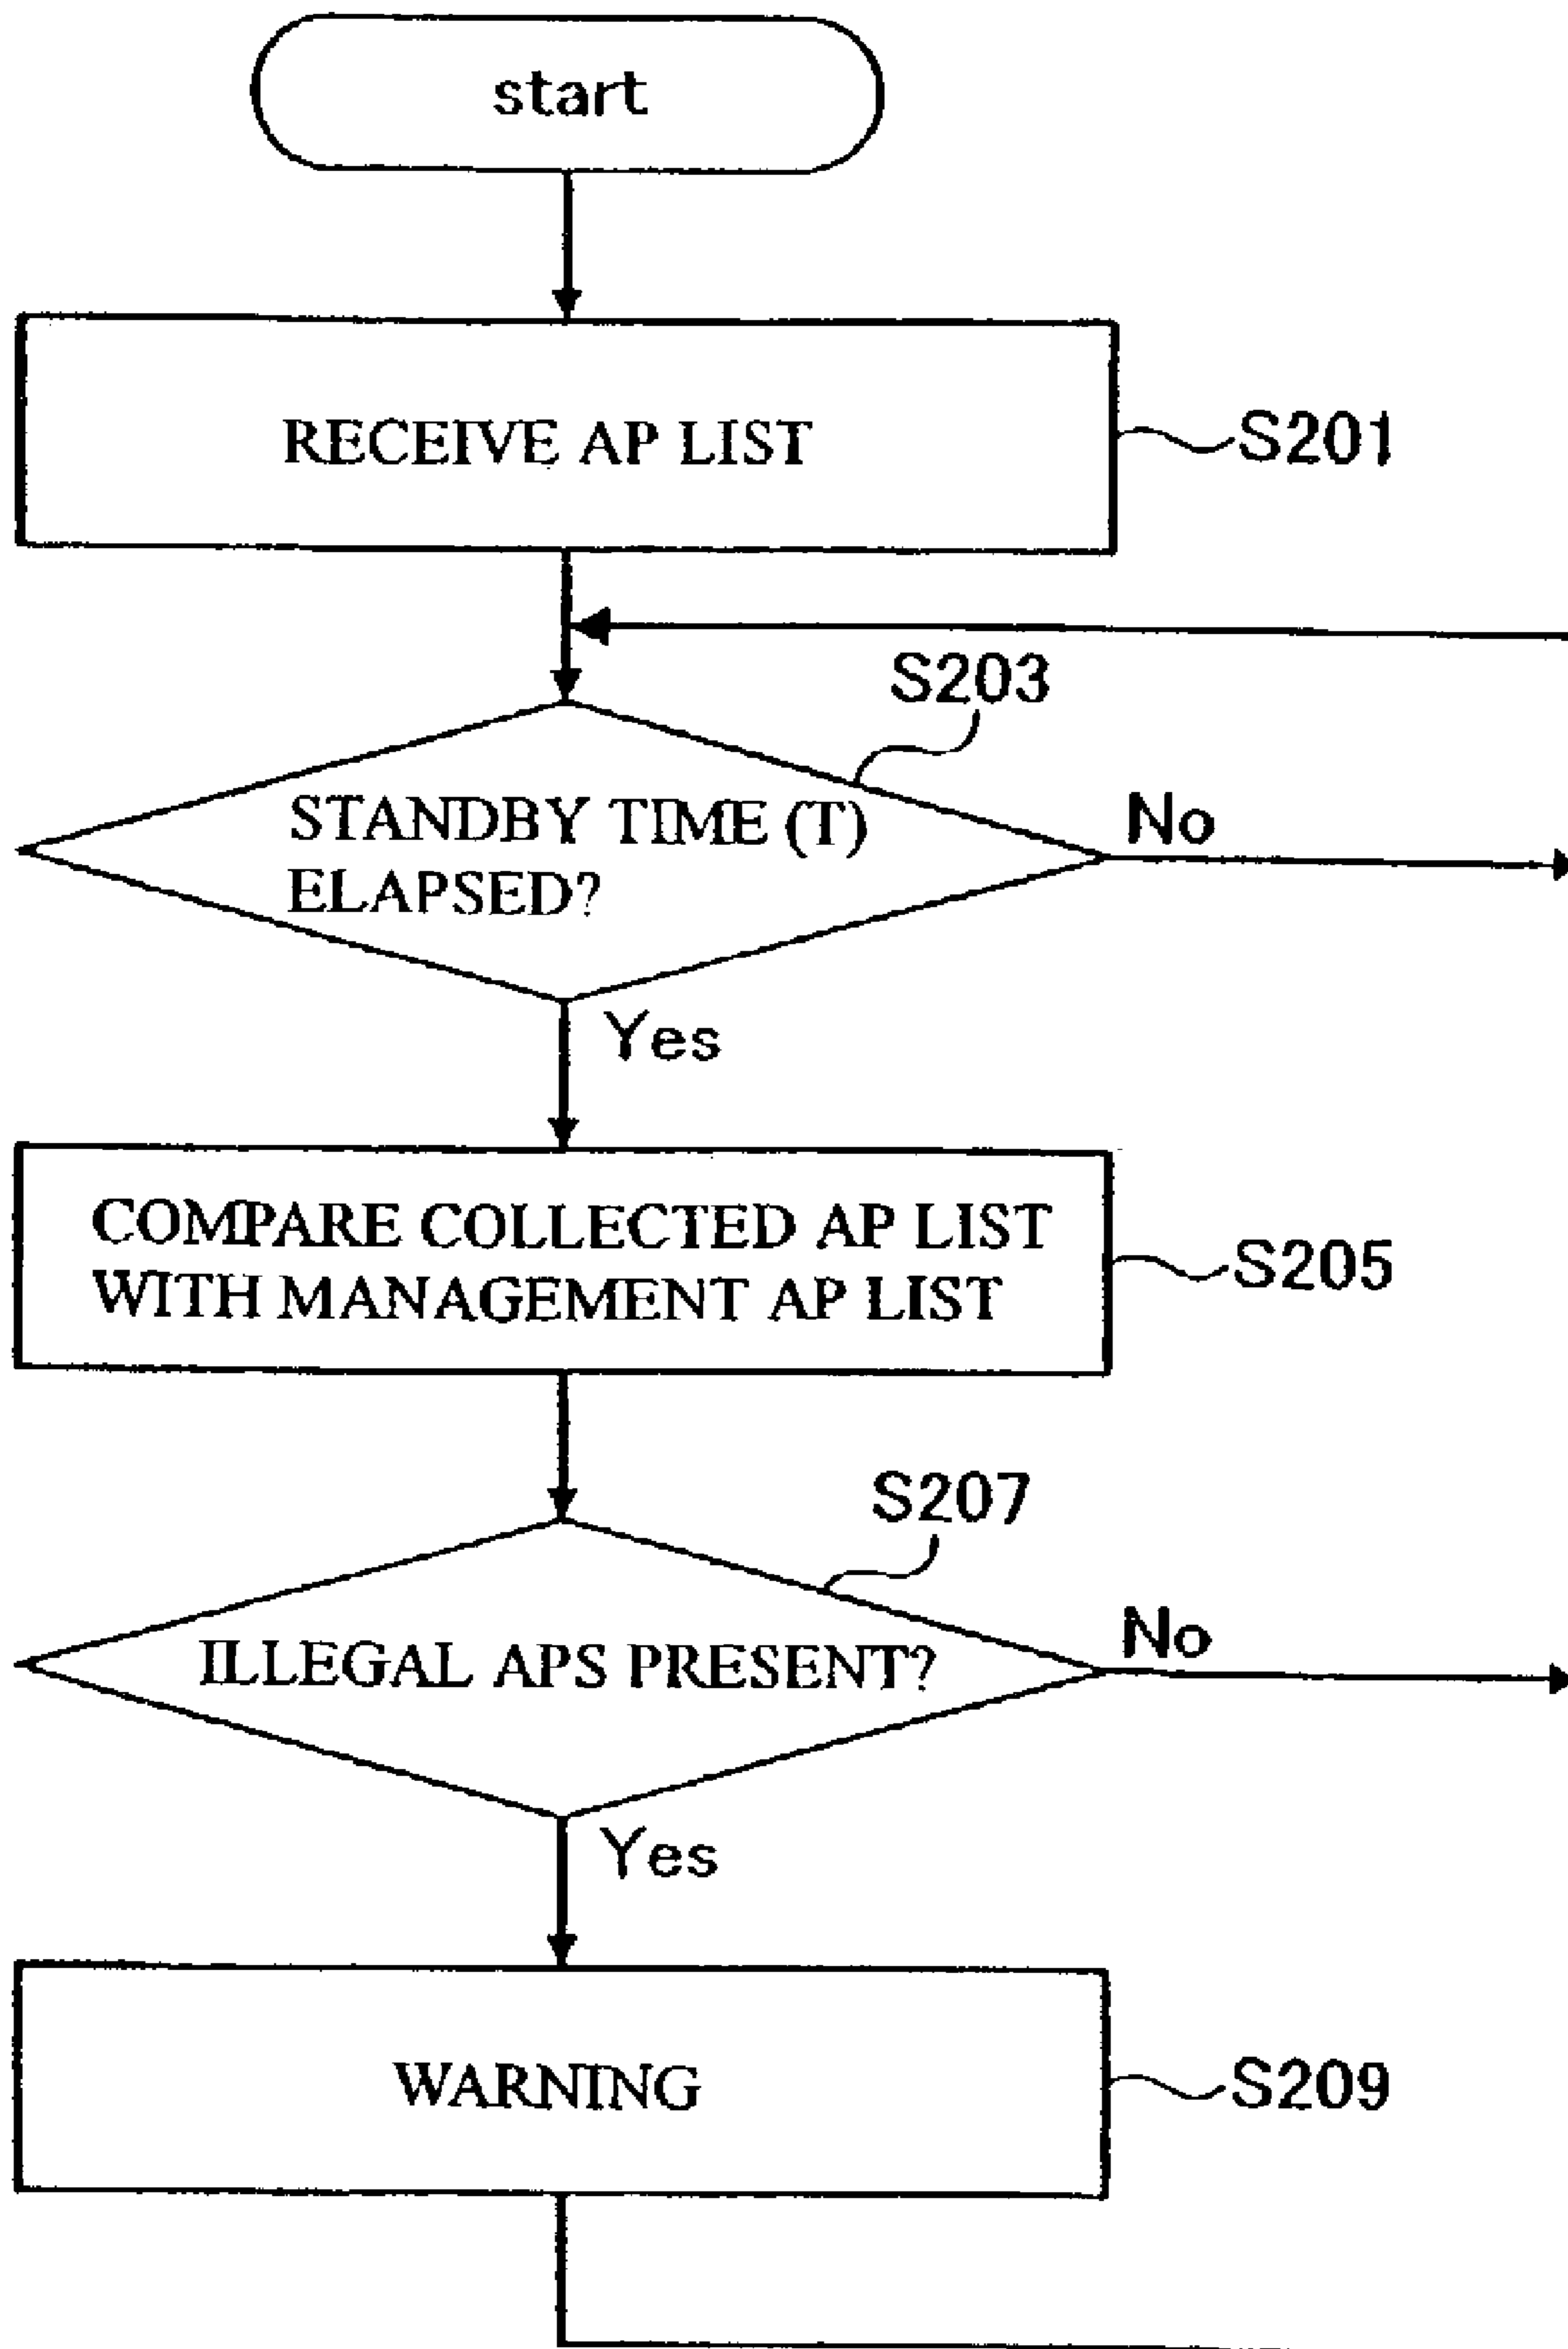 start
RECEIVE AP LIST
S201
S203
STANDBY TIME (T)
ELAPSED?
No
Yes
COMPARE COLLECTED AP LIST
WITH MANAGEMENT AP LIST
S205
S207
ILLEGAL APS PRESENT?
No
Yes
WARNING
S209